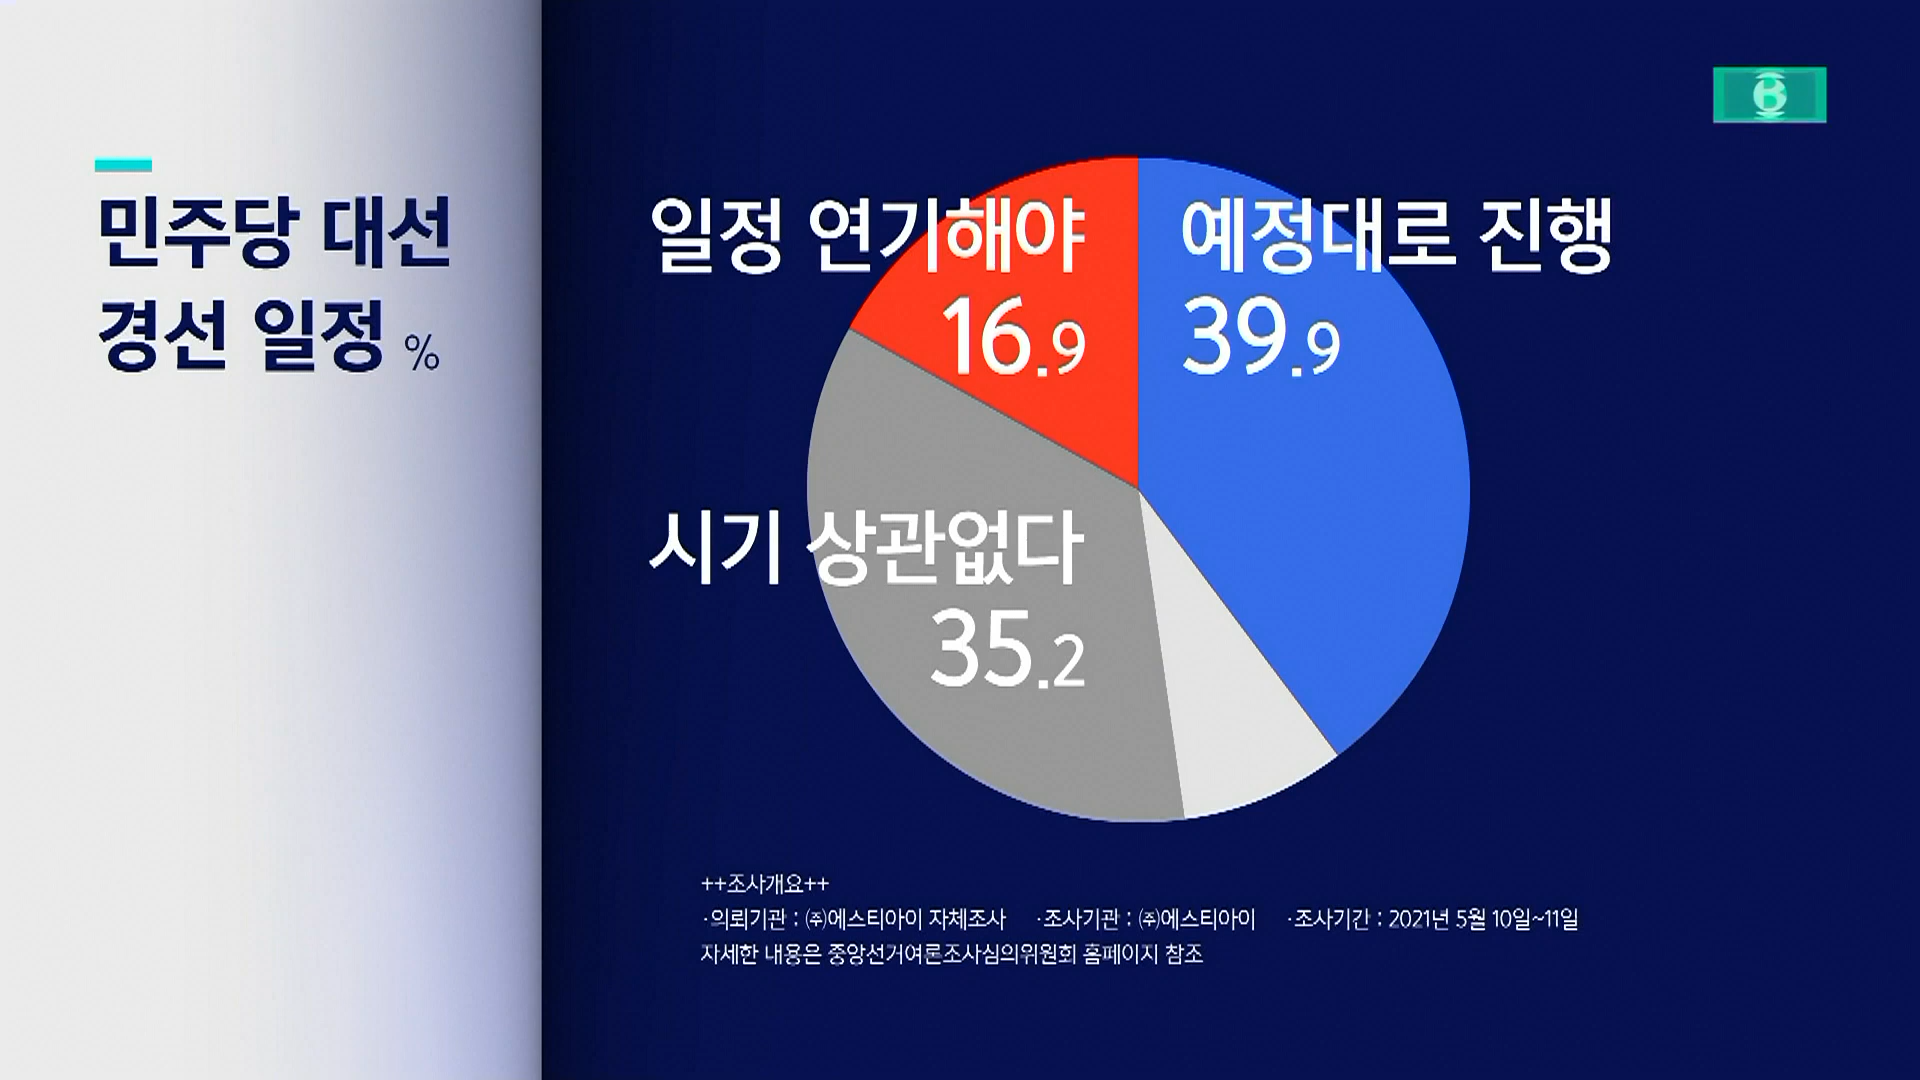 민주당 대선
경선 일정 %
일정 연기해야
16.9
예정대로 진행
39.9
시기 상관없다
35.2
++조사개요++
·의뢰기관 : ㈜에스티아이 자체조사 ·조사기관 : ㈜에스티아이 ·조사기간 : 2021년 5월 10일~11일
자세한 내용은 중앙선거여론조사심의위원회 홈페이지 참조